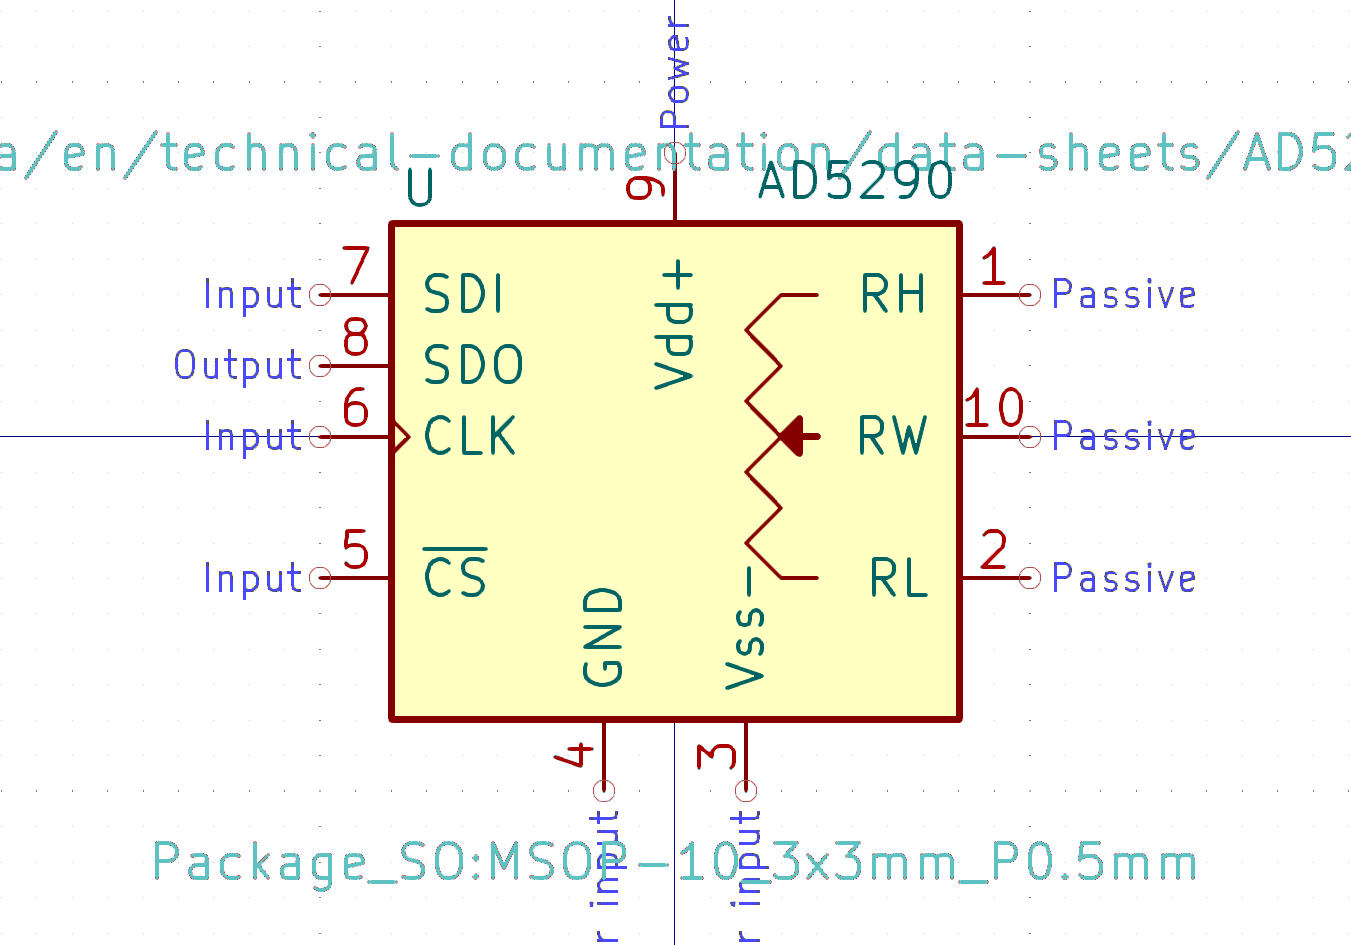 Power
a/en/technical-documentation/data-sheets/AD52
U
AD5290
9
7
1
Input
SDI
Vdd+
RH
Passive
8
Output
SDO
6
10
Input
CLK
RW
Passive
5
2
Input
CS
RL
Passive
GND
Vss-
4
3
r input
r input
Package_SO:MSOP-10_3x3mm_P0.5mm